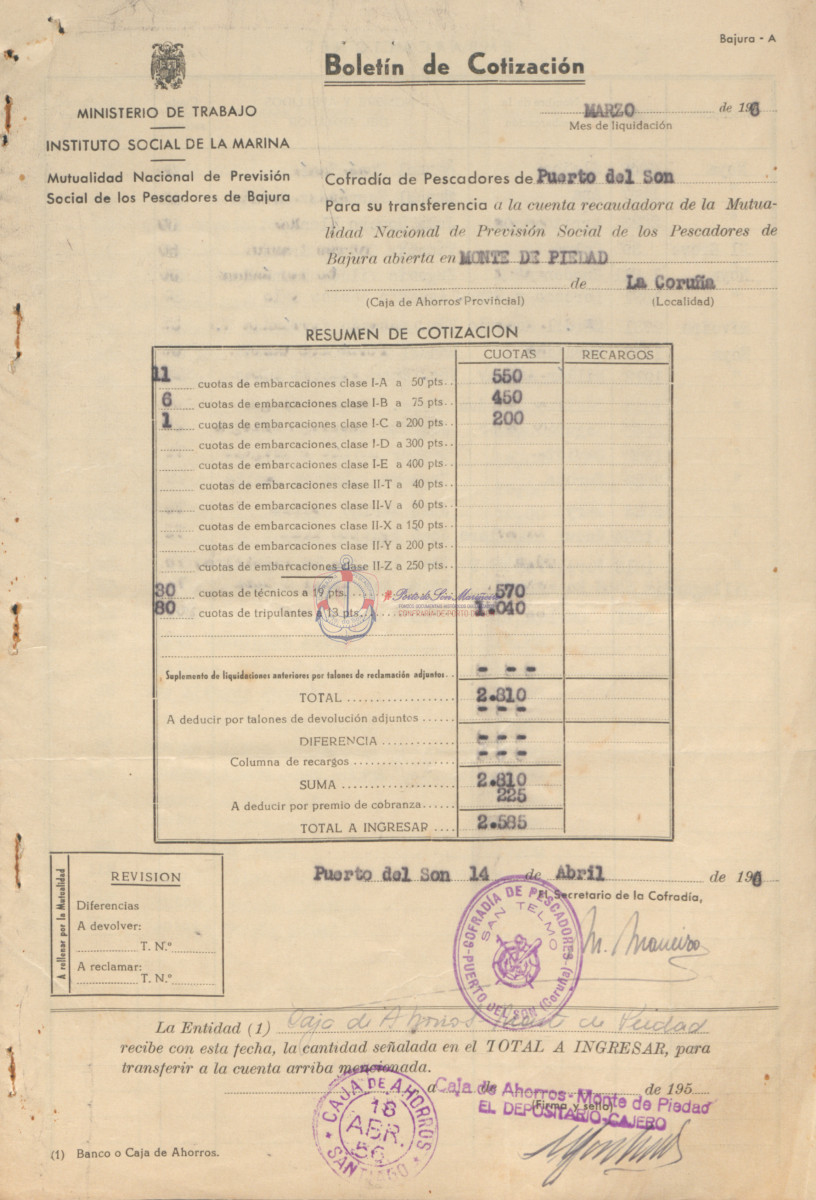 (1)
Bajura - A
Boletín de Cotización
MINISTERIO DE TRABAJO
INSTITUTO SOCIAL DE LA MARINA
Mutualidad Nacional de Previsión
Social de los Pescadores de Bajura
MARZO de 196
Mes de liquidación
Cofradía de Pescadores de Puerto del Son
Para su transferencia a la cuenta recaudadora de la Mutua-
lidad Nacional de Previsión Social de los Pescadores de
Bajura abierta en MONTE DE PIEDAD
de La Coruña
(Caja de Ahorros Provincial) (Localidad)
RESUMEN DE COTIZACION
CUOTAS RECARGOS
11 cuotas de embarcaciones clase I-A a 50 pts. 550
6 cuotas de embarcaciones clase I-B a 75 pts. 450
1 cuotas de embarcaciones clase I-C a 200 pts. 200
cuotas de embarcaciones clase I-D a 300 pts.
cuotas de embarcaciones clase I-E a 400 pts.
cuotas de embarcaciones clase II-T a 40 pts.
cuotas de embarcaciones clase II-V a 60 pts.
cuotas de embarcaciones clase II-X a 150 pts.
cuotas de embarcaciones clase II-Y a 200 pts.
cuotas de embarcaciones clase II-Z a 250 pts.
30 cuotas de técnicos a 19 pts. 570
80 cuotas de tripulantes a 13 pts. 1.040
Suplemento de liquidaciones anteriores por talones de reclamación adjuntos - - -
TOTAL 2.810
A deducir por talones de devolución adjuntos - - -
DIFERENCIA - - -
Columna de recargos - - -
SUMA 2.810
A deducir por premio de cobranza 225
TOTAL A INGRESAR 2.585
Puerto del Son 14 de Abril de 19
El Secretario de la Cofradía,
A rellenar por la Mutualidad
REVISION
Diferencias
A devolver:
T. N.º
A reclamar:
T. N.º
COFRADÍA DE PESCADORES
SAN TELMO
PUERTO DEL SON (Coruña)
La Entidad (1) Caja de Ahorros Monte de Piedad
recibe con esta fecha, la cantidad señalada en el TOTAL A INGRESAR, para
transferir a la cuenta arriba mencionada.
a de de 195
Caja de Ahorros-Monte de Piedad
(Firma y sello)
EL DEPOSITARIO-CAJERO
CAJA DE AHORROS
18
ABR.
56
SANTIAGO
(1) Banco o Caja de Ahorros.